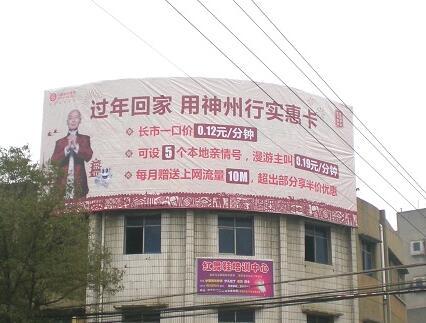 过年回家 用神州行实惠卡
长市一口价0.12元/分钟
可设5个本地亲情号，漫游主叫0.19元/分钟
每月赠送上网流量10M，超出部分享半价优惠
红舞鞋培训中心